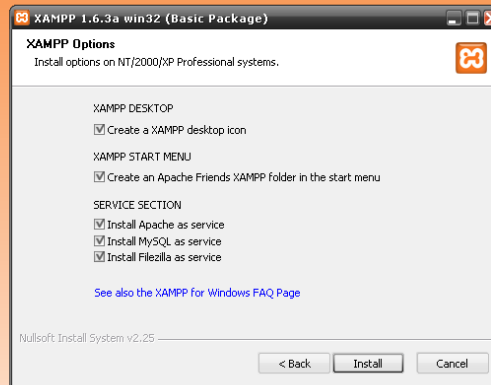 XAMPP 1.6.3a win32 (Basic Package)
XAMPP Options
Install options on NT/2000/XP Professional systems.
XAMPP DESKTOP
Create a XAMPP desktop icon
XAMPP START MENU
Create an Apache Friends XAMPP folder in the start menu
SERVICE SECTION
Install Apache as service
Install MySQL as service
Install Filezilla as service
See also the XAMPP for Windows FAQ Page
Nullsoft Install System v2.25
< Back Install Cancel